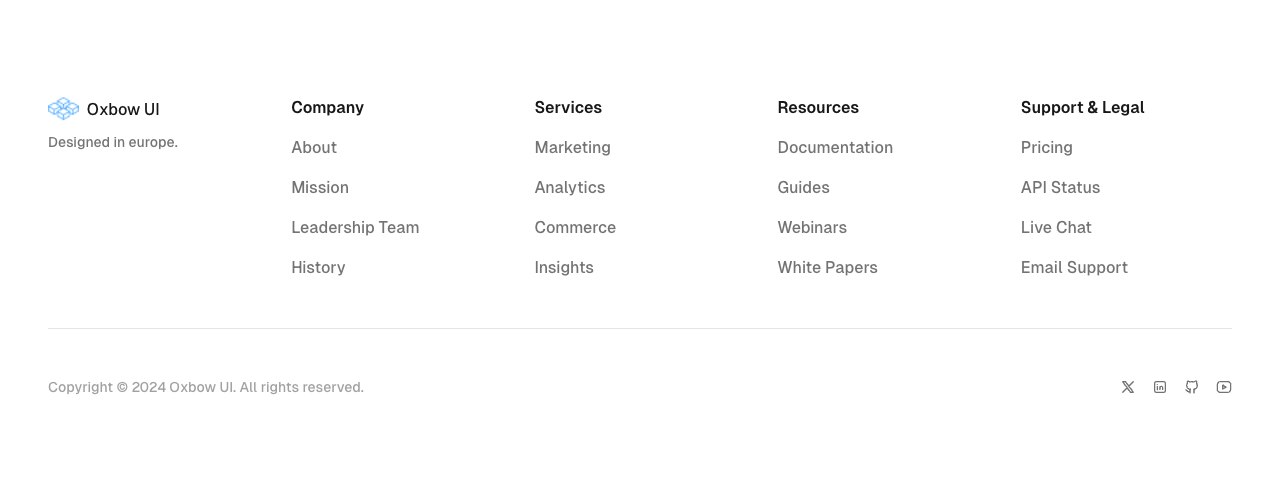 Oxbow UI
Designed in europe.
Company
About
Mission
Leadership Team
History
Services
Marketing
Analytics
Commerce
Insights
Resources
Documentation
Guides
Webinars
White Papers
Support & Legal
Pricing
API Status
Live Chat
Email Support
Copyright © 2024 Oxbow UI. All rights reserved.